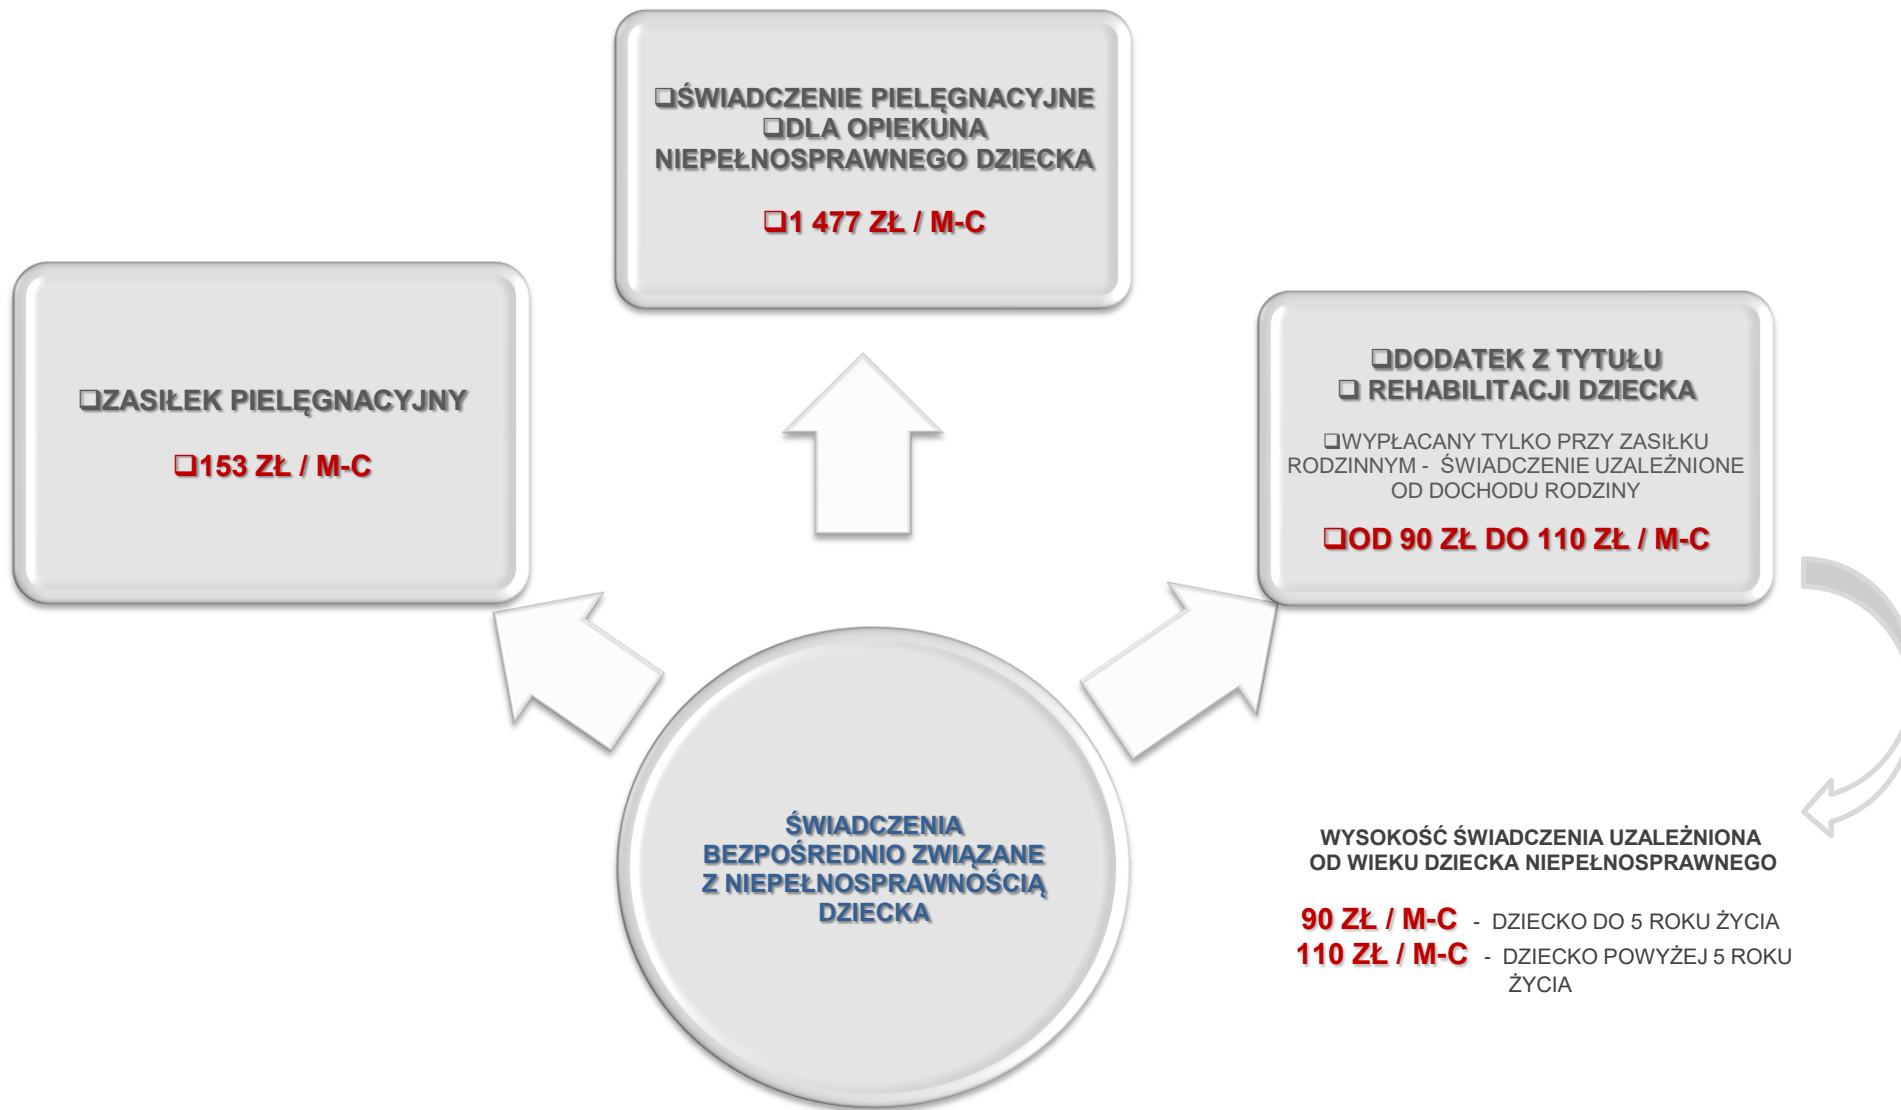 ❑ŚWIADCZENIE PIELĘGNACYJNE
❑DLA OPIEKUNA
NIEPEŁNOSPRAWNEGO DZIECKA
❑1 477 ZŁ / M-C
❑ZASIŁEK PIELĘGNACYJNY
❑153 ZŁ / M-C
❑DODATEK Z TYTUŁU
❑ REHABILITACJI DZIECKA
❑WYPŁACANY TYLKO PRZY ZASIŁKU
RODZINNYM - ŚWIADCZENIE UZALEŻNIONE
OD DOCHODU RODZINY
❑OD 90 ZŁ DO 110 ZŁ / M-C
ŚWIADCZENIA
BEZPOŚREDNIO ZWIĄZANE
Z NIEPEŁNOSPRAWNOŚCIĄ
DZIECKA
WYSOKOŚĆ ŚWIADCZENIA UZALEŻNIONA
OD WIEKU DZIECKA NIEPEŁNOSPRAWNEGO
90 ZŁ / M-C - DZIECKO DO 5 ROKU ŻYCIA
110 ZŁ / M-C - DZIECKO POWYŻEJ 5 ROKU
ŻYCIA